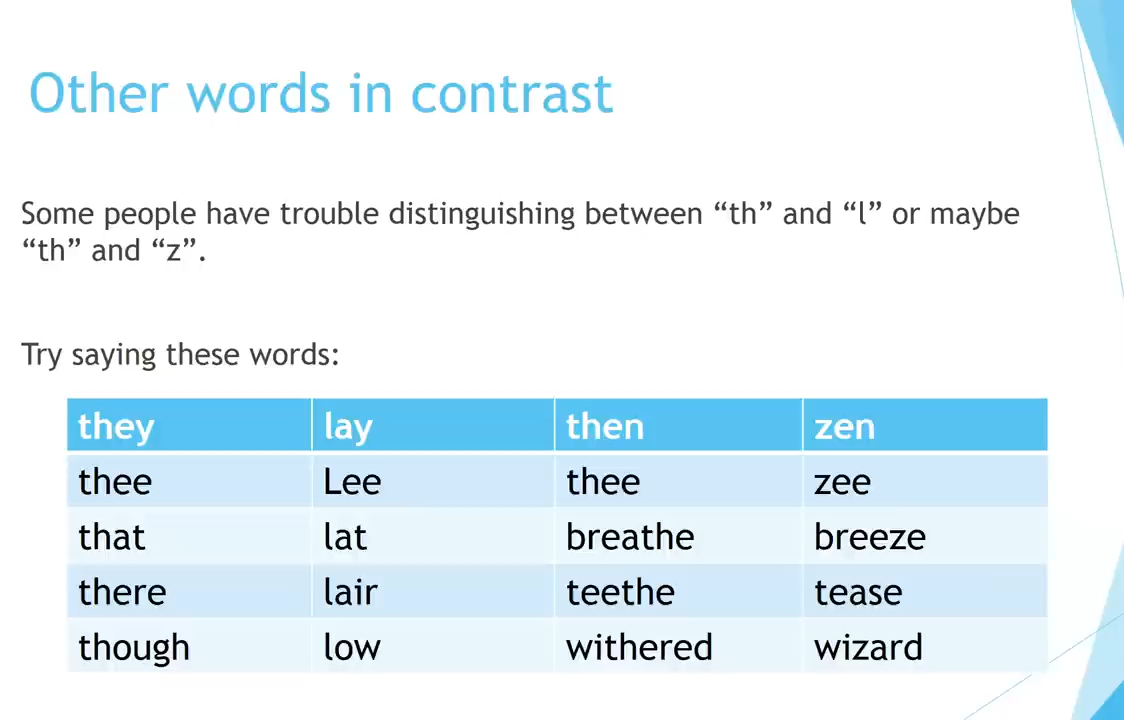 Other words in contrast
Some people have trouble distinguishing between “th” and “l” or maybe
“th” and “z”.
Try saying these words:
they lay then zen
thee Lee thee zee
that lat breathe breeze
there lair teethe tease
though low withered wizard